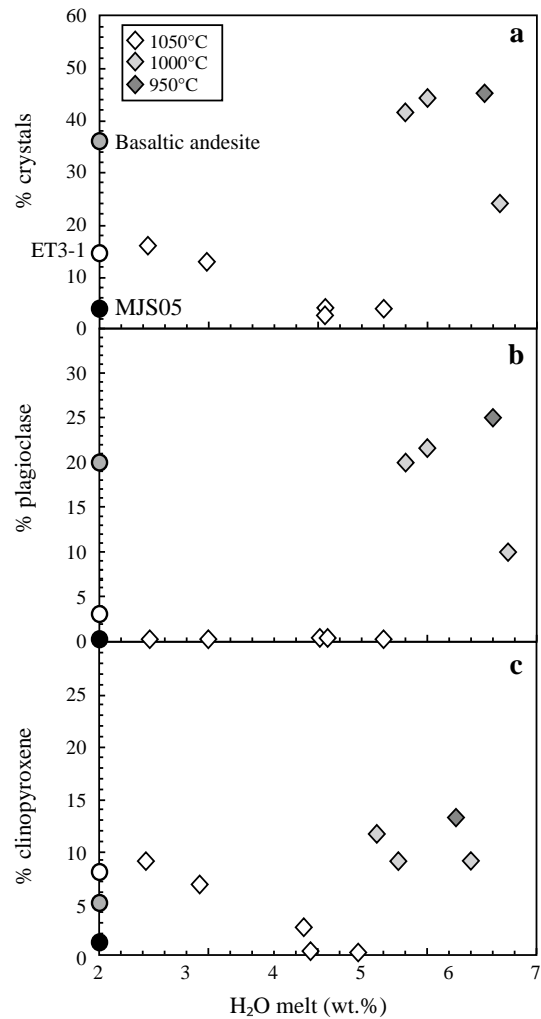 60
a
1050°C
1000°C
950°C
50
40
Basaltic andesite
30
20
ET3-1
10
MJS05
0
% crystals
b
30
25
20
15
10
5
0
% plagioclase
c
25
20
15
10
5
0
% clinopyroxene
2 3 4 5 6 7
H₂O melt (wt.%)